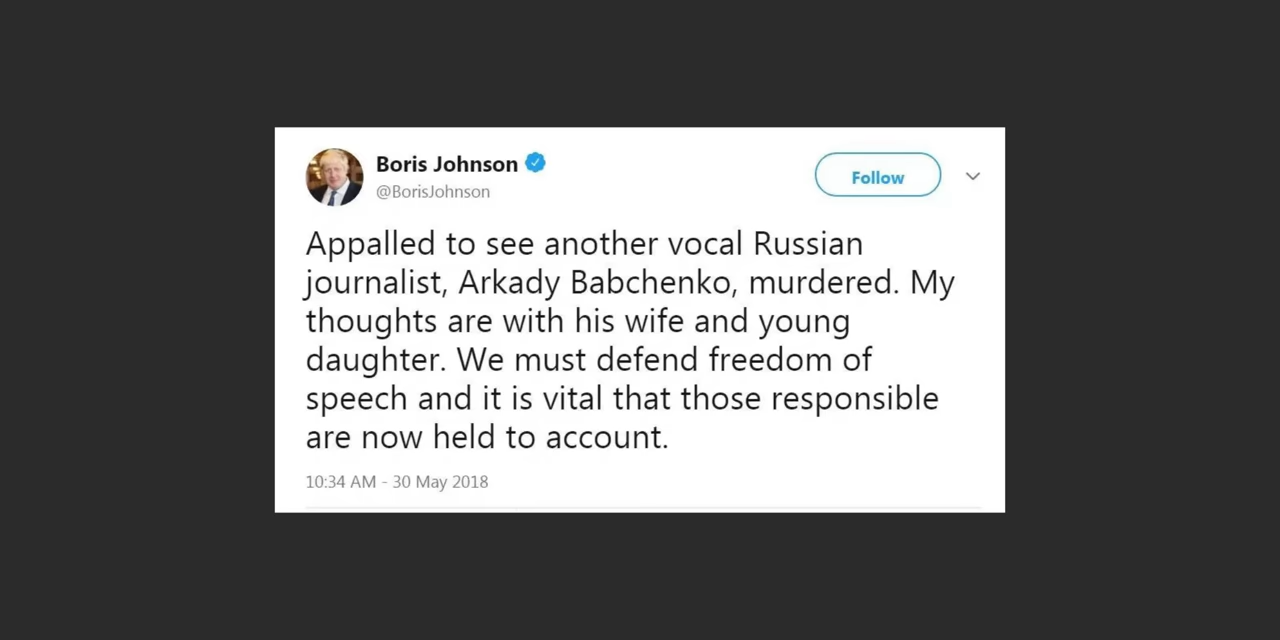 Boris Johnson
@BorisJohnson
Follow
Appalled to see another vocal Russian
journalist, Arkady Babchenko, murdered. My
thoughts are with his wife and young
daughter. We must defend freedom of
speech and it is vital that those responsible
are now held to account.
10:34 AM - 30 May 2018